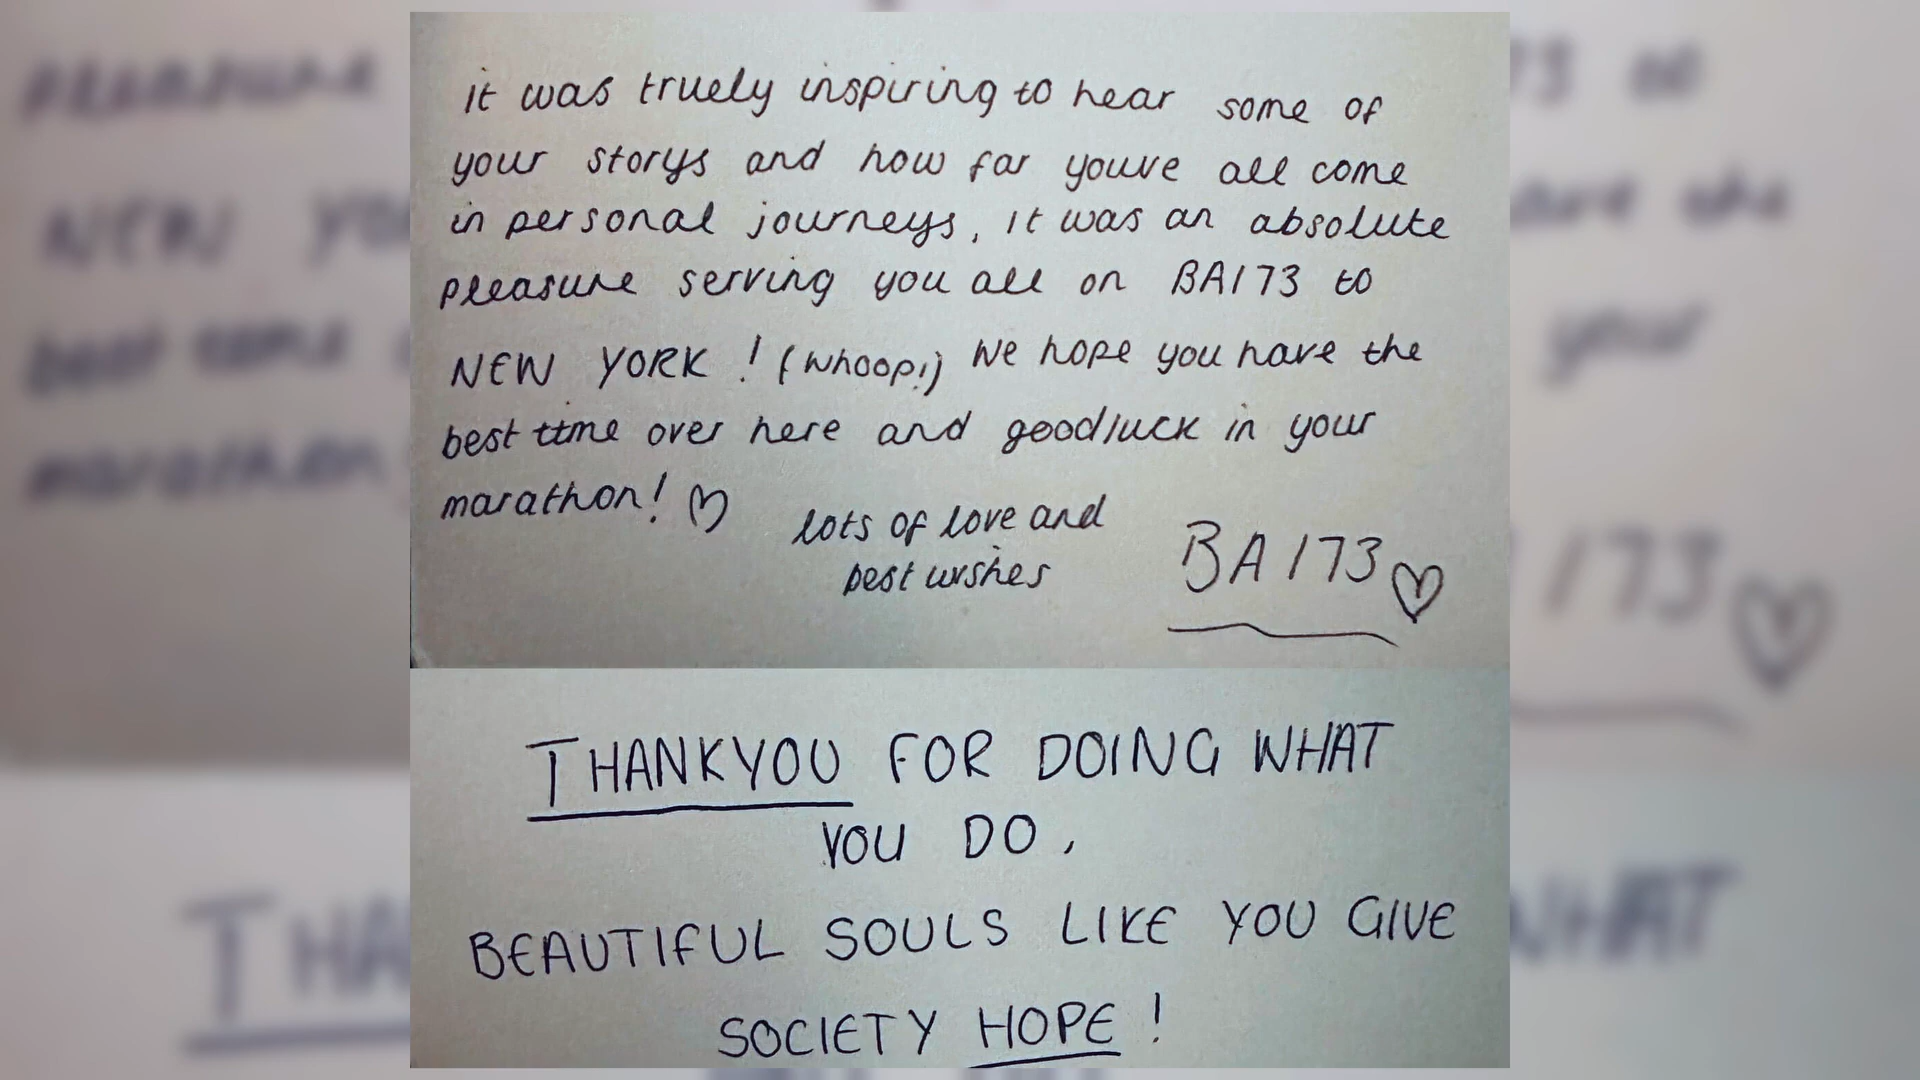 it was truely inspiring to hear some of
your storys and how far youve all come
in personal journeys, it was an absolute
pleasure serving you all on BA173 to
NEW YORK! (whoop!) We hope you have the
best time over here and goodluck in your
marathon! ♡
lots of love and
best wishes
BA173 ♡
THANKYOU FOR DOING WHAT
YOU DO,
BEAUTIFUL SOULS LIKE YOU GIVE
SOCIETY HOPE!